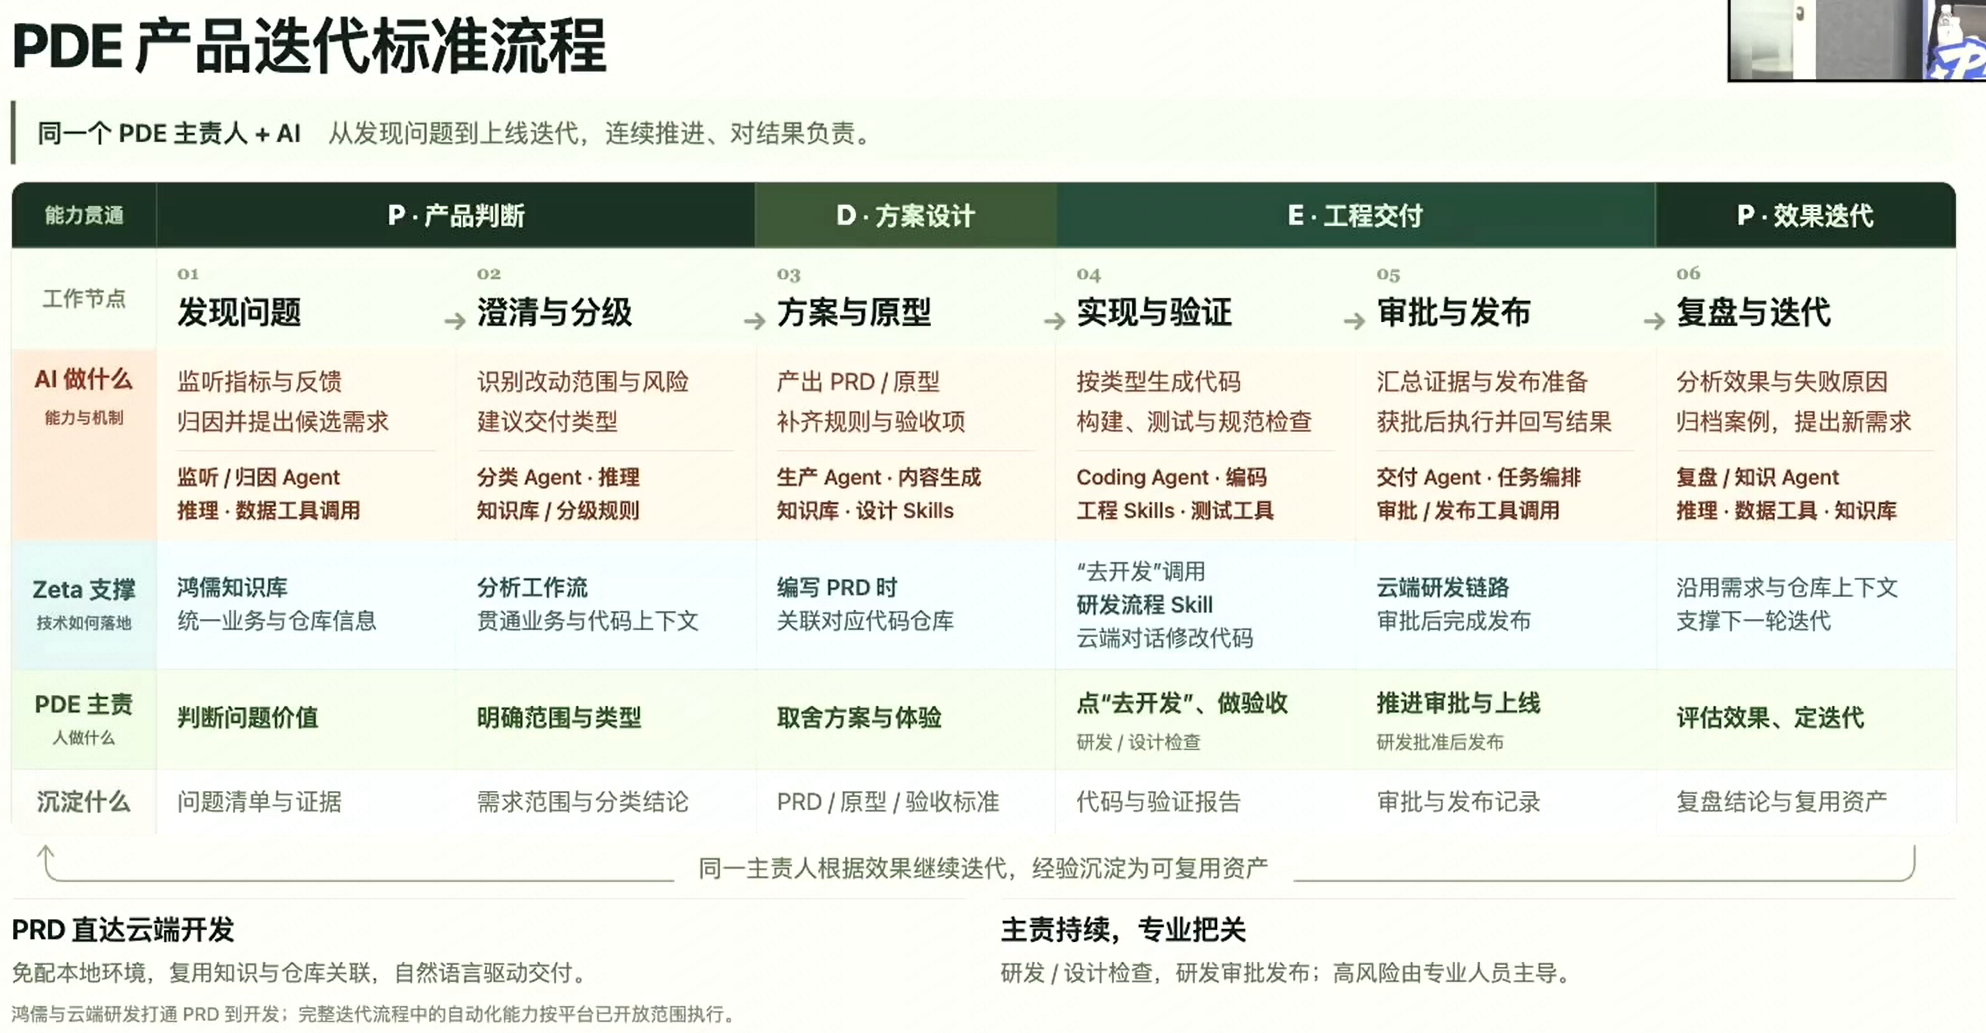 PDE 产品迭代标准流程
同一个 PDE 主责人 + AI 从发现问题到上线迭代，连续推进、对结果负责。
能力贯通 P · 产品判断 D · 方案设计 E · 工程交付 P · 效果迭代
01 02 03 04 05 06
工作节点 发现问题 → 澄清与分级 → 方案与原型 → 实现与验证 → 审批与发布 → 复盘与迭代
AI 做什么 监听指标与反馈 识别改动范围与风险 产出 PRD / 原型 按类型生成代码 汇总证据与发布准备 分析效果与失败原因
能力与机制 归因并提出候选需求 建议交付类型 补齐规则与验收项 构建、测试与规范检查 获批后执行并回写结果 归档案例，提出新需求
监听 / 归因 Agent 分类 Agent · 推理 生产 Agent · 内容生成 Coding Agent · 编码 交付 Agent · 任务编排 复盘 / 知识 Agent
推理 · 数据工具调用 知识库 / 分级规则 知识库 · 设计 Skills 工程 Skills · 测试工具 审批 / 发布工具调用 推理 · 数据工具 · 知识库
Zeta 支撑
技术如何落地
鸿儒知识库
统一业务与仓库信息
分析工作流
贯通业务与代码上下文
编写 PRD 时
关联对应代码仓库
“去开发”调用
研发流程 Skill
云端对话修改代码
云端研发链路
审批后完成发布
沿用需求与仓库上下文
支撑下一轮迭代
PDE 主责
人做什么
判断问题价值
明确范围与类型
取舍方案与体验
点“去开发”、做验收
研发 / 设计检查
推进审批与上线
研发批准后发布
评估效果、定迭代
沉淀什么 问题清单与证据 需求范围与分类结论 PRD / 原型 / 验收标准 代码与验证报告 审批与发布记录 复盘结论与复用资产
同一主责人根据效果继续迭代，经验沉淀为可复用资产
PRD 直达云端开发
免配本地环境，复用知识与仓库关联，自然语言驱动交付。
鸿儒与云端研发打通 PRD 到开发；完整迭代流程中的自动化能力按平台已开放范围执行。
主责持续，专业把关
研发 / 设计检查，研发审批发布；高风险由专业人员主导。